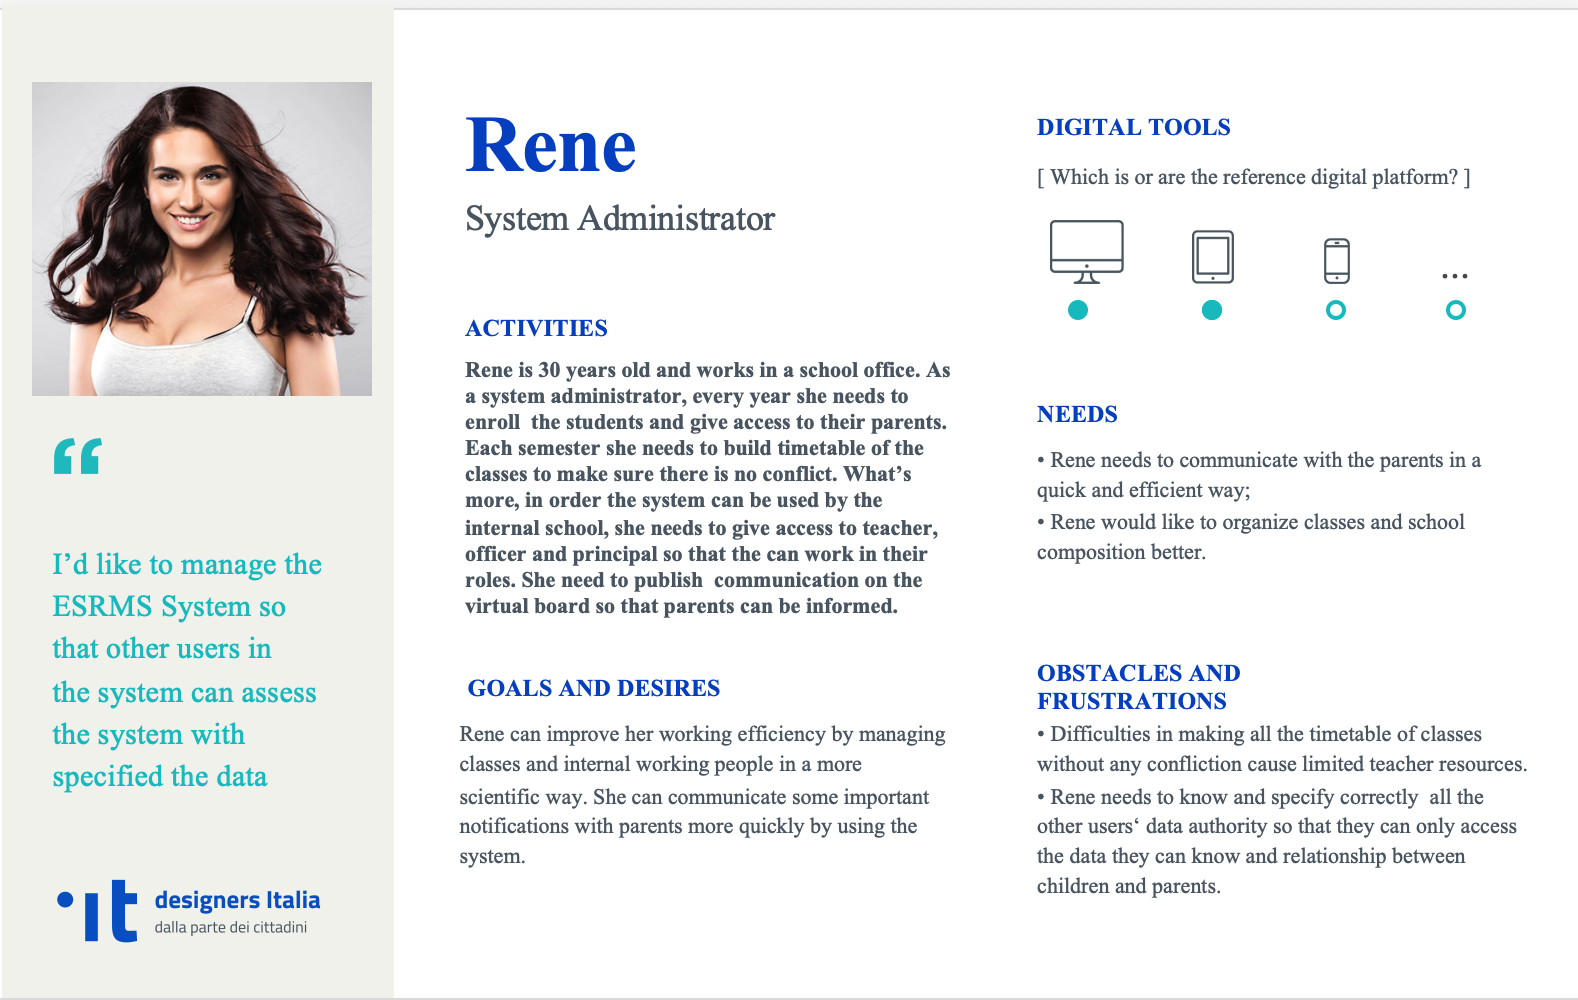 “
I’d like to manage the
ESRMS System so
that other users in
the system can assess
the system with
specified the data
it
designers Italia
dalla parte dei cittadini
Rene
System Administrator
ACTIVITIES
Rene is 30 years old and works in a school office. As
a system administrator, every year she needs to
enroll  the students and give access to their parents.
Each semester she needs to build timetable of the
classes to make sure there is no conflict. What’s
more, in order the system can be used by the
internal school, she needs to give access to teacher,
officer and principal so that the can work in their
roles. She need to publish  communication on the
virtual board so that parents can be informed.
GOALS AND DESIRES
Rene can improve her working efficiency by managing
classes and internal working people in a more
scientific way. She can communicate some important
notifications with parents more quickly by using the
system.
DIGITAL TOOLS
[ Which is or are the reference digital platform? ]
...
NEEDS
• Rene needs to communicate with the parents in a
quick and efficient way;
• Rene would like to organize classes and school
composition better.
OBSTACLES AND
FRUSTRATIONS
• Difficulties in making all the timetable of classes
without any confliction cause limited teacher resources.
• Rene needs to know and specify correctly  all the
other users‘ data authority so that they can only access
the data they can know and relationship between
children and parents.